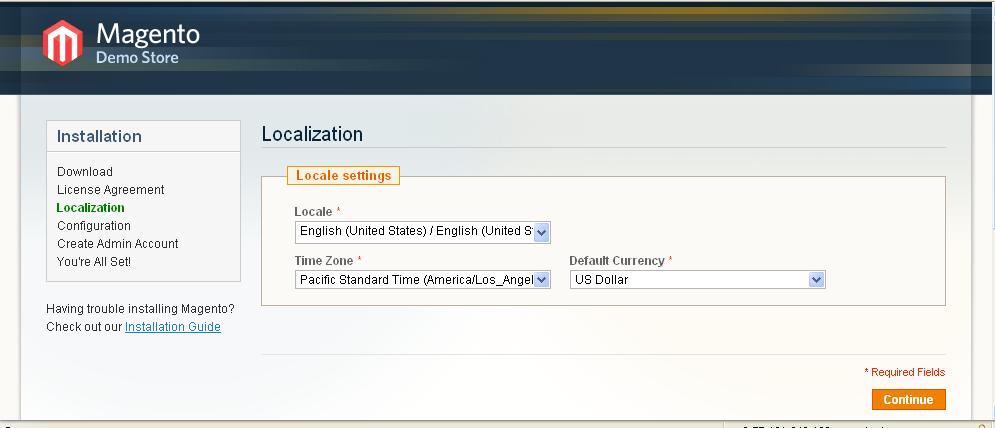 Magento
Demo Store
Installation
Download
License Agreement
Localization
Configuration
Create Admin Account
You're All Set!
Having trouble installing Magento?
Check out our Installation Guide
Localization
Locale settings
Locale *
English (United States) / English (United S
Time Zone *
Default Currency *
Pacific Standard Time (America/Los_Angel
US Dollar
* Required Fields
Continue